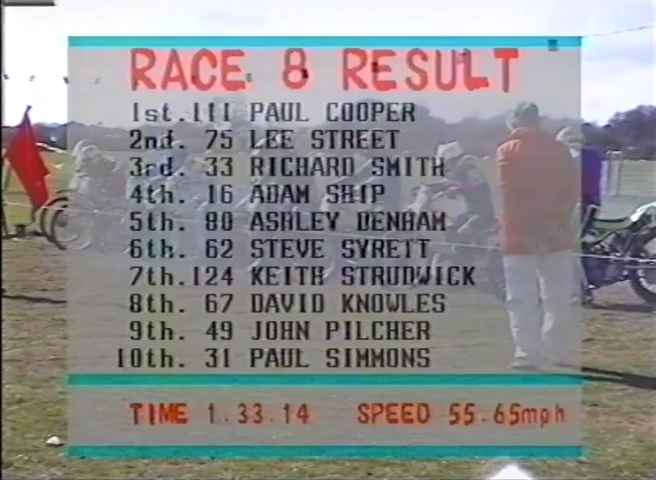 RACE 8 RESULT
1st. 111 PAUL COOPER
2nd. 75 LEE STREET
3rd. 33 RICHARD SMITH
4th. 16 ADAM SHIP
5th. 80 ASHLEY DENHAM
6th. 62 STEVE SYRETT
7th. 124 KEITH STRUDWICK
8th. 67 DAVID KNOWLES
9th. 49 JOHN PILCHER
10th. 31 PAUL SIMMONS
TIME 1.33.14 SPEED 55.65mph